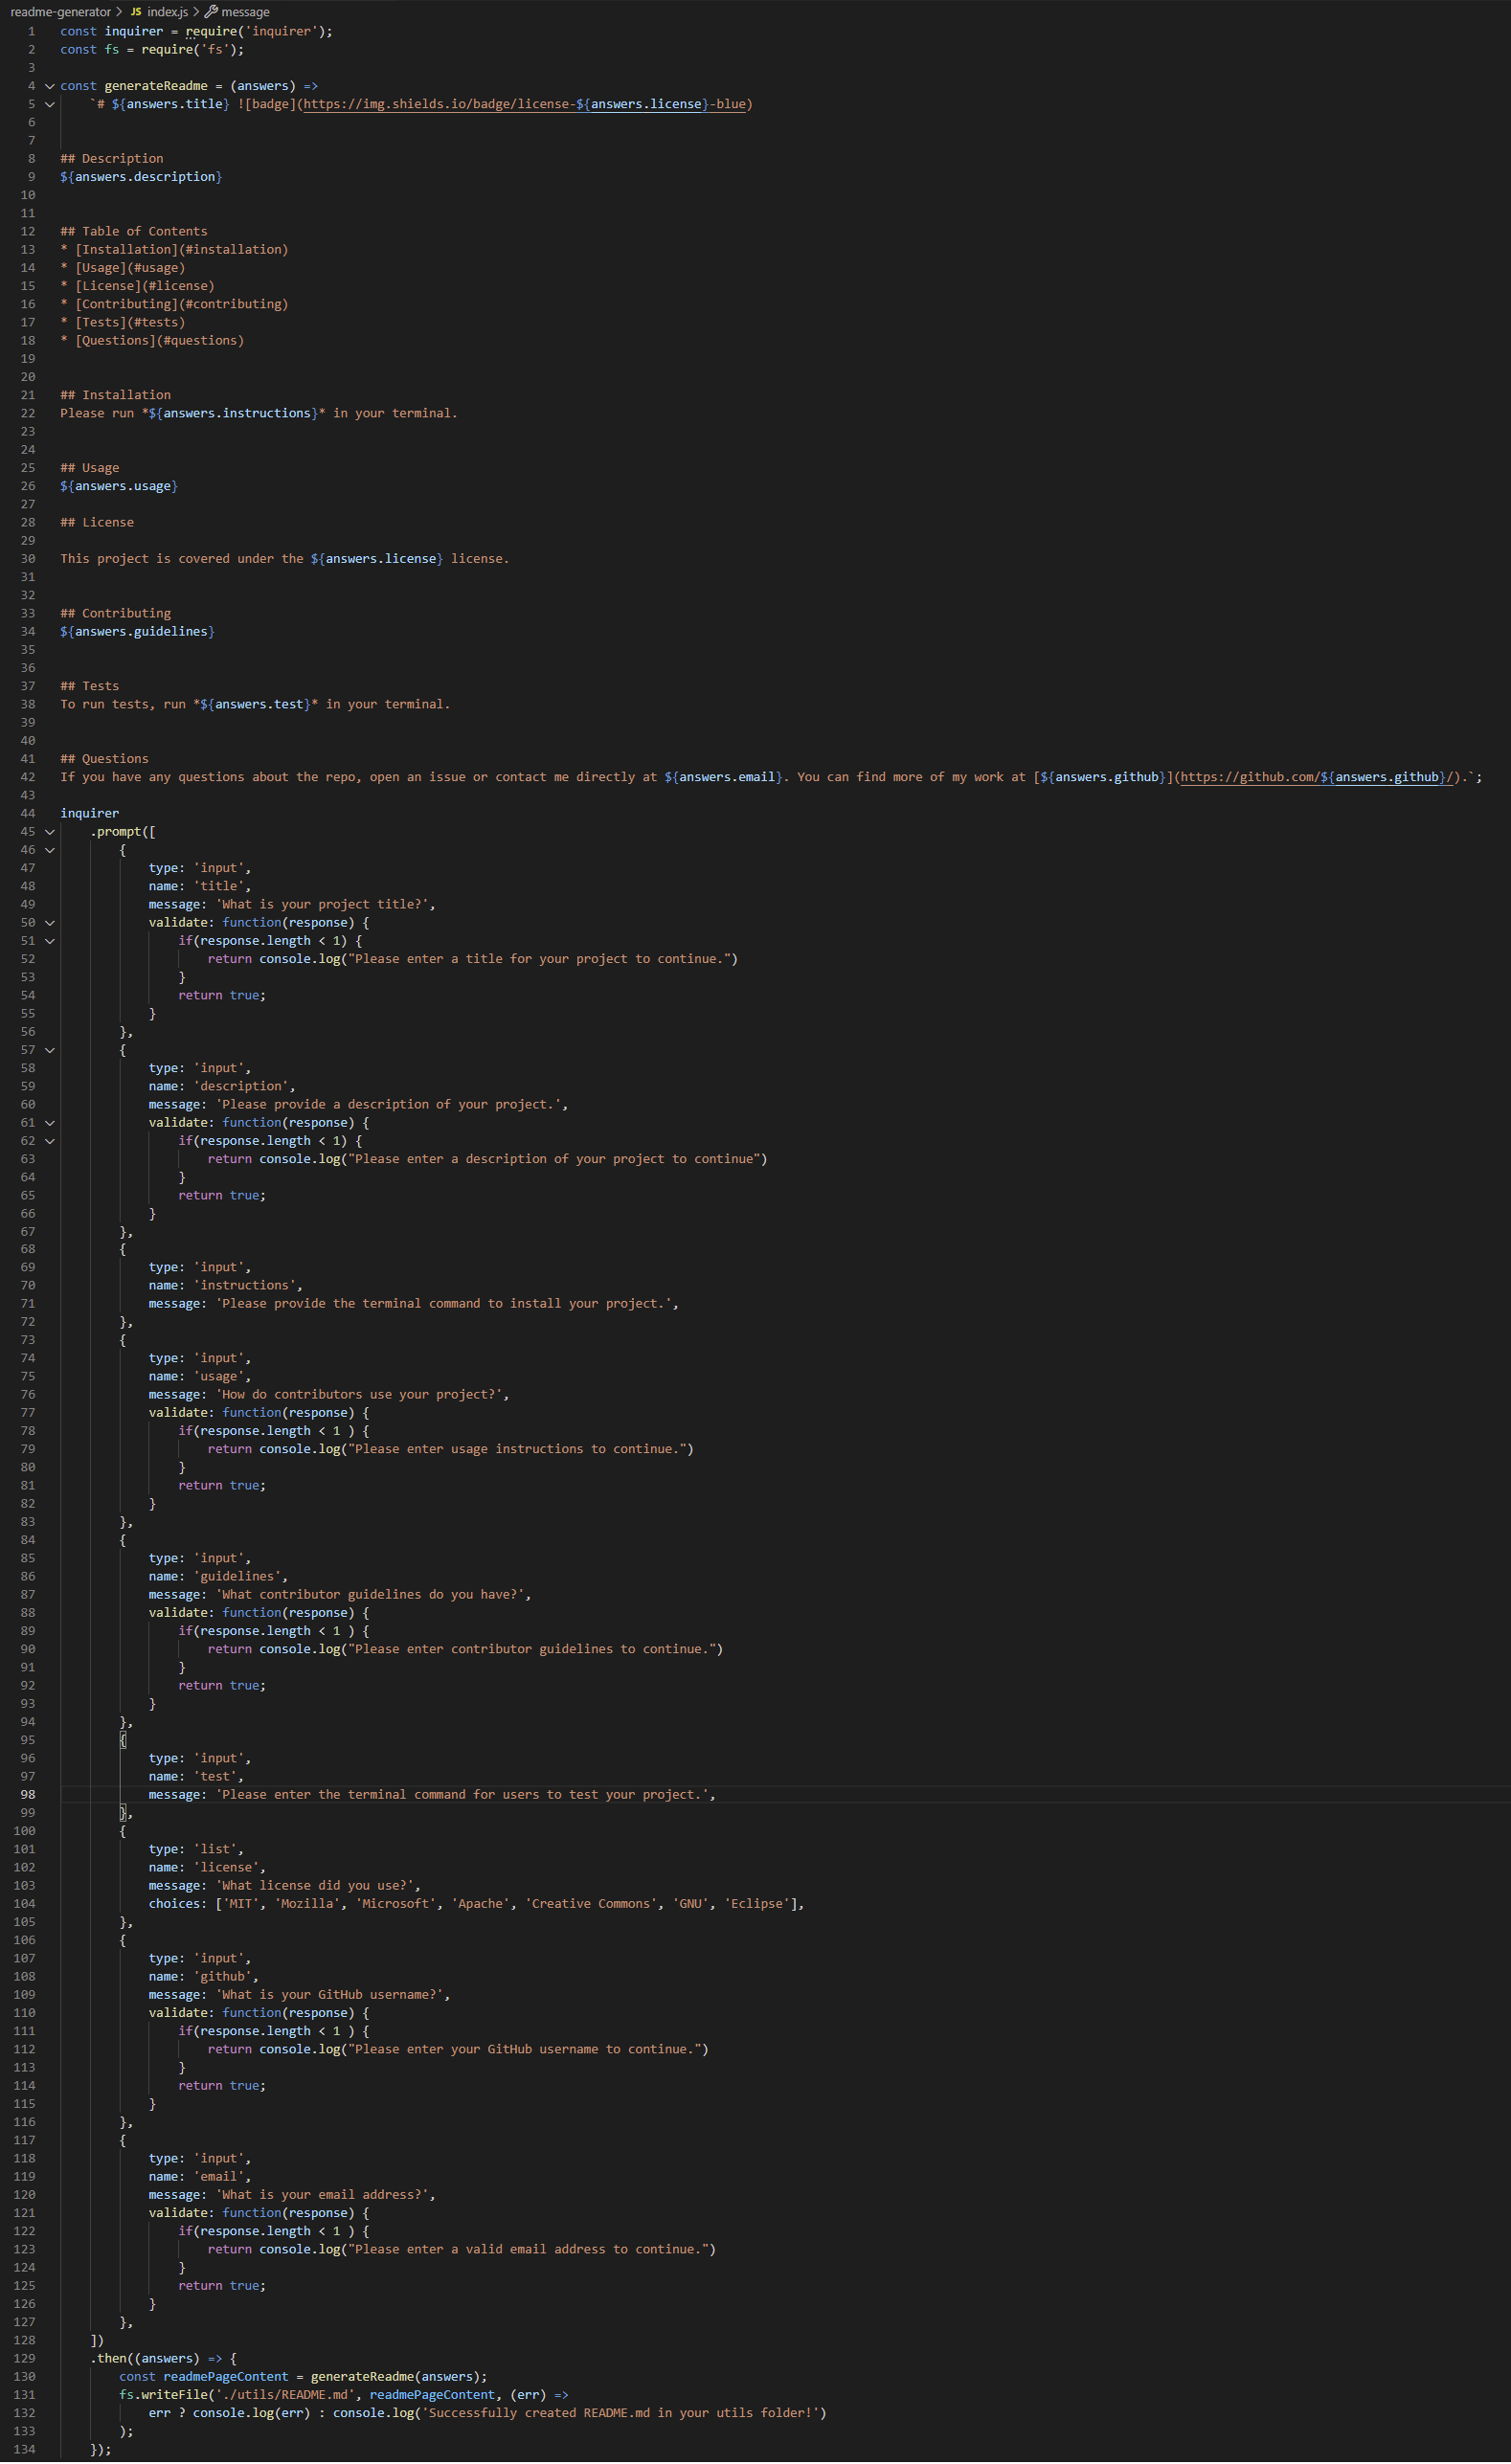 readme-generator > JS index.js > message
1 const inquirer = require('inquirer');
2 const fs = require('fs');
3
4 const generateReadme = (answers) =>
5     `# ${answers.title} ![badge](https://img.shields.io/badge/license-${answers.license}-blue)
6
7
8 ## Description
9 ${answers.description}
10
11
12 ## Table of Contents
13 * [Installation](#installation)
14 * [Usage](#usage)
15 * [License](#license)
16 * [Contributing](#contributing)
17 * [Tests](#tests)
18 * [Questions](#questions)
19
20
21 ## Installation
22 Please run *${answers.instructions}* in your terminal.
23
24
25 ## Usage
26 ${answers.usage}
27
28 ## License
29
30 This project is covered under the ${answers.license} license.
31
32
33 ## Contributing
34 ${answers.guidelines}
35
36
37 ## Tests
38 To run tests, run *${answers.test}* in your terminal.
39
40
41 ## Questions
42 If you have any questions about the repo, open an issue or contact me directly at ${answers.email}. You can find more of my work at [${answers.github}](https://github.com/${answers.github}/).`;
43
44 inquirer
45     .prompt([
46         {
47             type: 'input',
48             name: 'title',
49             message: 'What is your project title?',
50             validate: function(response) {
51                 if(response.length < 1) {
52                     return console.log("Please enter a title for your project to continue.")
53                 }
54                 return true;
55             }
56         },
57         {
58             type: 'input',
59             name: 'description',
60             message: 'Please provide a description of your project.',
61             validate: function(response) {
62                 if(response.length < 1) {
63                     return console.log("Please enter a description of your project to continue")
64                 }
65                 return true;
66             }
67         },
68         {
69             type: 'input',
70             name: 'instructions',
71             message: 'Please provide the terminal command to install your project.',
72         },
73         {
74             type: 'input',
75             name: 'usage',
76             message: 'How do contributors use your project?',
77             validate: function(response) {
78                 if(response.length < 1 ) {
79                     return console.log("Please enter usage instructions to continue.")
80                 }
81                 return true;
82             }
83         },
84         {
85             type: 'input',
86             name: 'guidelines',
87             message: 'What contributor guidelines do you have?',
88             validate: function(response) {
89                 if(response.length < 1 ) {
90                     return console.log("Please enter contributor guidelines to continue.")
91                 }
92                 return true;
93             }
94         },
95         {
96             type: 'input',
97             name: 'test',
98             message: 'Please enter the terminal command for users to test your project.',
99         },
100         {
101             type: 'list',
102             name: 'license',
103             message: 'What license did you use?',
104             choices: ['MIT', 'Mozilla', 'Microsoft', 'Apache', 'Creative Commons', 'GNU', 'Eclipse'],
105         },
106         {
107             type: 'input',
108             name: 'github',
109             message: 'What is your GitHub username?',
110             validate: function(response) {
111                 if(response.length < 1 ) {
112                     return console.log("Please enter your GitHub username to continue.")
113                 }
114                 return true;
115             }
116         },
117         {
118             type: 'input',
119             name: 'email',
120             message: 'What is your email address?',
121             validate: function(response) {
122                 if(response.length < 1 ) {
123                     return console.log("Please enter a valid email address to continue.")
124                 }
125                 return true;
126             }
127         },
128     ])
129     .then((answers) => {
130         const readmePageContent = generateReadme(answers);
131         fs.writeFile('./utils/README.md', readmePageContent, (err) =>
132             err ? console.log(err) : console.log('Successfully created README.md in your utils folder!')
133         );
134     });